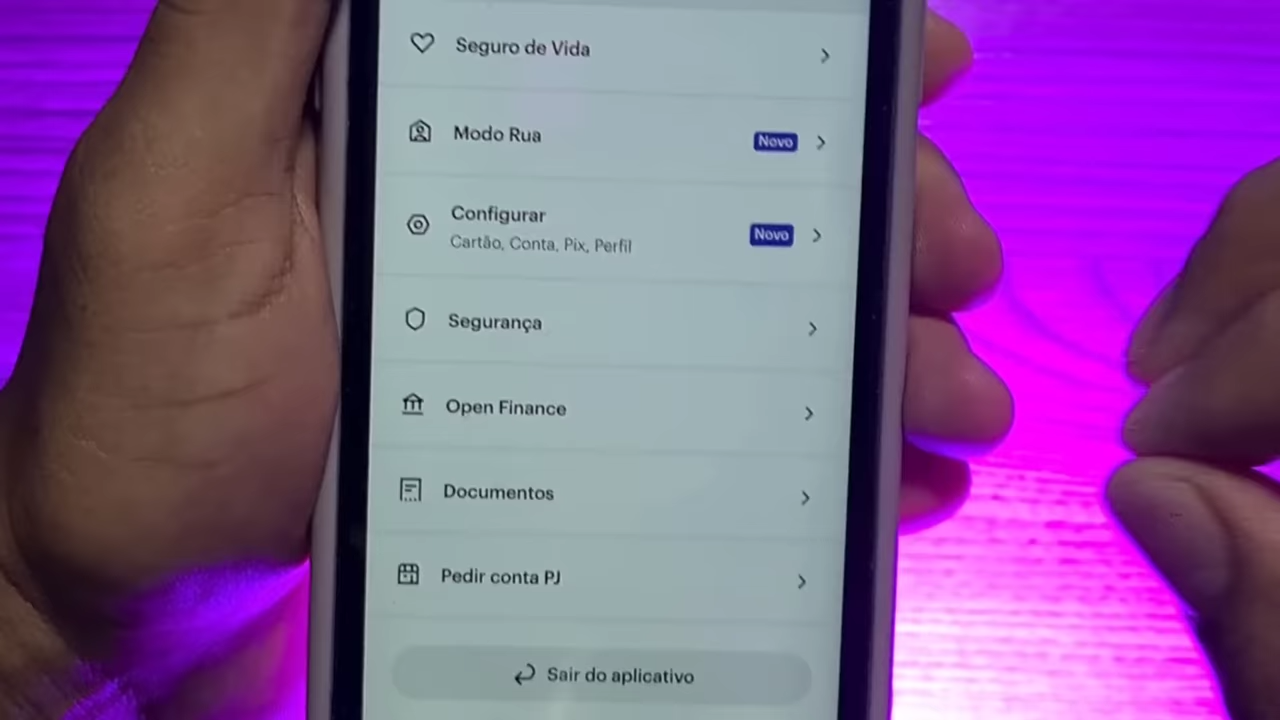 Seguro de Vida
Modo Rua
Novo
Configurar
Cartão, Conta, Pix, Perfil
Novo
Segurança
Open Finance
Documentos
Pedir conta PJ
Sair do aplicativo